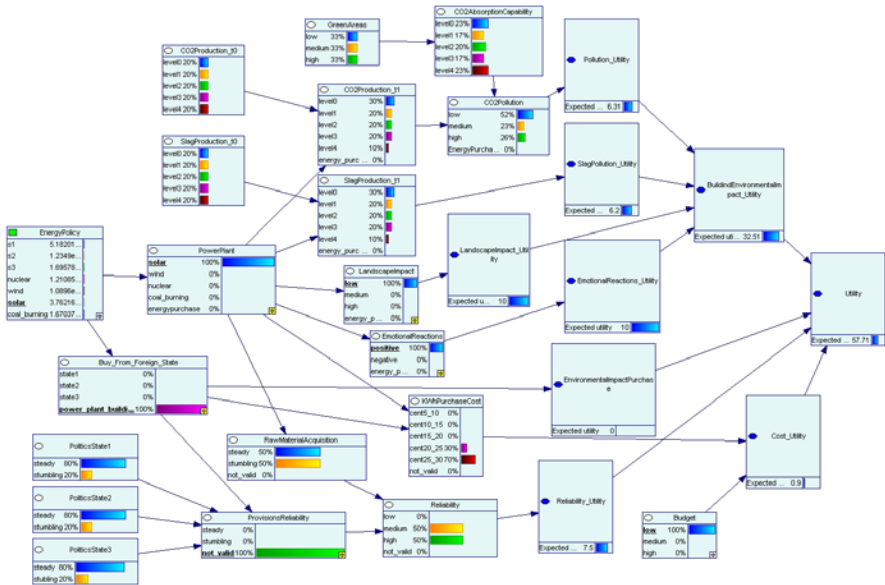 CO2AbsorptionCapability
level0 23%
level1 17%
level2 20%
level3 17%
level4 23%
GreenAreas
low 33%
medium 33%
high 33%
Pollution_Utility
Expected ... 6.31
CO2Production_t0
level0 20%
level1 20%
level2 20%
level3 20%
level4 20%
CO2Production_t1
level0 30%
level1 20%
level2 20%
level3 20%
level4 10%
energy_purc ... 0%
CO2Pollution
low 52%
medium 23%
high 26%
EnergyPurcha... 0%
SlagProduction_t0
level0 20%
level1 20%
level2 20%
level3 20%
level4 20%
SlagPollution_Utility
Expected ... 6.2
SlagProduction_t1
level0 30%
level1 20%
level2 20%
level3 20%
level4 10%
energy_purc ... 0%
BuildindEnvironmentalImpact_Utility
Expected uti... 32.51
EnergyPolicy
s1 5.18201...
s2 1.2349e...
s3 1.69578...
nuclear 1.21085...
wind 1.0896e...
solar 3.76216...
coal_burning 1.67037...
PowerPlant
solar 100%
wind 0%
nuclear 0%
coal_burning 0%
energypurchase 0%
LandscapeImpact_Utility
Expected u... 10
LandscapeImpact
low 100%
medium 0%
high 0%
energy_p ... 0%
EmotionalReactions_Utility
Expected utility 10
Utility
Expected ... 57.71
EmotionalReactions
positive 100%
negative 0%
energy_p... 0%
EnvironmentalImpactPurchase
Expected utility 0
Buy_From_Foreign_State
state1 0%
state2 0%
state3 0%
power_plant_buildi... 100%
KWhPurchaseCost
cent5_10 0%
cent10_15 0%
cent15_20 0%
cent20_25 30%
cent25_30 70%
not_valid 0%
Cost_Utility
Expected ... 0.9
PoliticsState1
steady 80%
stumbling 20%
RawMaterialAcquisition
steady 50%
stumbling 50%
not_valid 0%
Reliability_Utility
Expected ... 7.5
PoliticsState2
steady 80%
stumbling 20%
ProvisionsReliability
steady 0%
stumbling 0%
not_valid 100%
Reliability
low 0%
medium 50%
high 50%
not_valid 0%
Budget
low 100%
medium 0%
high 0%
PoliticsState3
steady 80%
stubling 20%